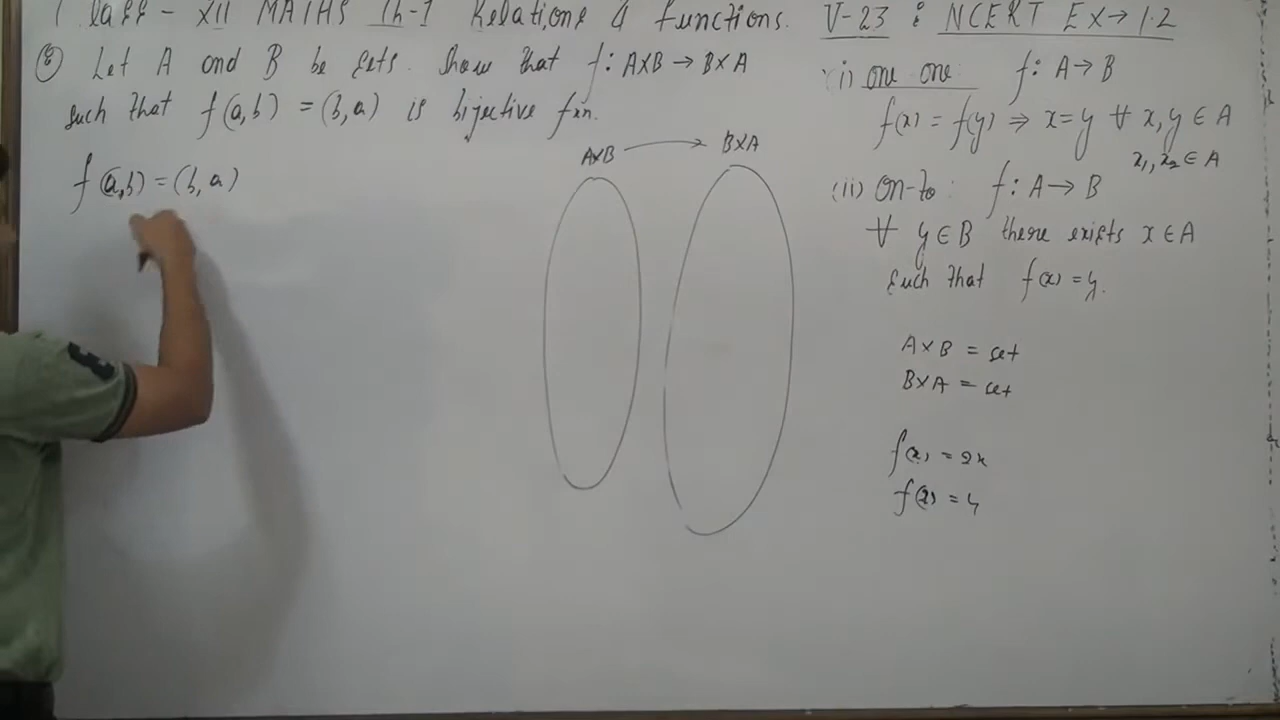 Class - XII MATHS Ch-1 Relations & functions. V-23 : NCERT EX→1.2
⑧ Let A and B be sets. Show that f: A×B → B×A
such that f(a,b) = (b,a) is bijective fxn.
f(a,b) = (b,a)
A×B → B×A
(i) one one f: A→B
f(x) = f(y) ⇒ x=y ∀ x,y ∈ A
x₁, x₂ ∈ A
(ii) on-to : f: A→B
∀ y∈B there exists x∈A
such that f(x) = y.
A×B = set
B×A = set
f(x) = 2x
f(2) = 4